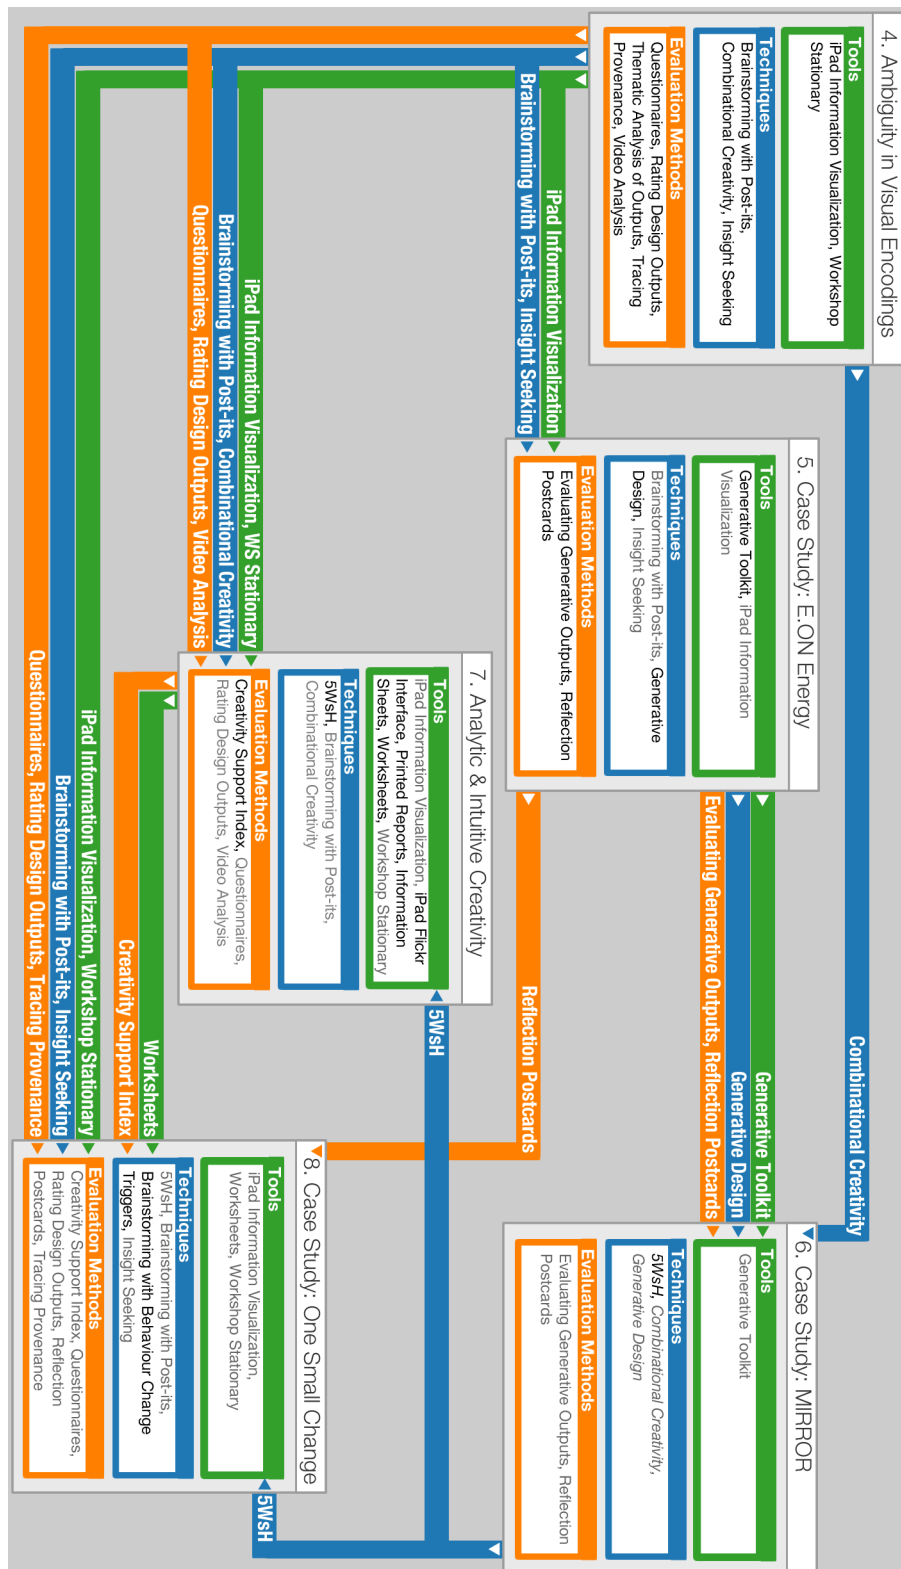 4. Ambiguity in Visual Encodings
Tools
iPad Information Visualization, Workshop
Stationary
Techniques
Brainstorming with Post-its,
Combinational Creativity, Insight Seeking
Evaluation Methods
Questionnaires, Rating Design Outputs,
Thematic Analysis of Outputs, Tracing
Provenance, Video Analysis
Combinational Creativity
iPad Information Visualization
Brainstorming with Post-its, Insight Seeking
5. Case Study: E.ON Energy
Tools
Generative Toolkit, iPad Information
Visualization
Techniques
Brainstorming with Post-its, Generative
Design, Insight Seeking
Evaluation Methods
Evaluating Generative Outputs, Reflection
Postcards
Generative Toolkit
Generative Design
Evaluating Generative Outputs, Reflection Postcards
Reflection Postcards
6. Case Study: MIRROR
Tools
Generative Toolkit
Techniques
5WsH, Combinational Creativity,
Generative Design
Evaluation Methods
Evaluating Generative Outputs, Reflection
Postcards
iPad Information Visualization, WS Stationary
Brainstorming with Post-its, Combinational Creativity
Questionnaires, Rating Design Outputs, Video Analysis
7. Analytic & Intuitive Creativity
Tools
iPad Information Visualization, iPad Flickr
Interface, Printed Reports, Information
Sheets, Worksheets, Workshop Stationary
Techniques
5WsH, Brainstorming with Post-its,
Combinational Creativity
Evaluation Methods
Creativity Support Index, Questionnaires,
Rating Design Outputs, Video Analysis
5WsH
Worksheets
Creativity Support Index
iPad Information Visualization, Workshop Stationary
Brainstorming with Post-its, Insight Seeking
Questionnaires, Rating Design Outputs, Tracing Provenance
8. Case Study: One Small Change
Tools
iPad Information Visualization,
Worksheets, Workshop Stationary
Techniques
5WsH, Brainstorming with Post-its,
Brainstorming with Behaviour Change
Triggers, Insight Seeking
Evaluation Methods
Creativity Support Index, Questionnaires,
Rating Design Outputs, Reflection
Postcards, Tracing Provenance
5WsH